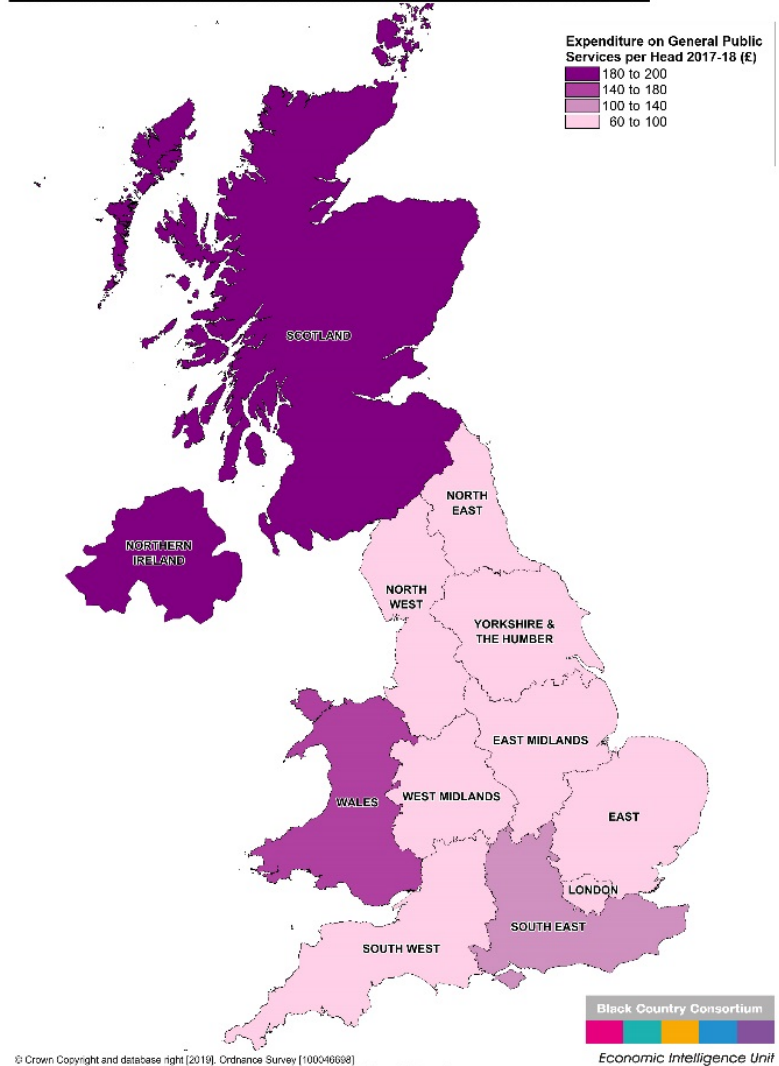 Expenditure on General Public
Services per Head 2017-18 (£)
180 to 200
140 to 180
100 to 140
60 to 100
SCOTLAND
NORTH
EAST
NORTHERN
IRELAND
NORTH
WEST
YORKSHIRE &
THE HUMBER
EAST MIDLANDS
WALES
WEST MIDLANDS
EAST
LONDON
SOUTH EAST
SOUTH WEST
Black Country Consortium
Economic Intelligence Unit
© Crown Copyright and database right [2019]. Ordnance Survey [100046698]